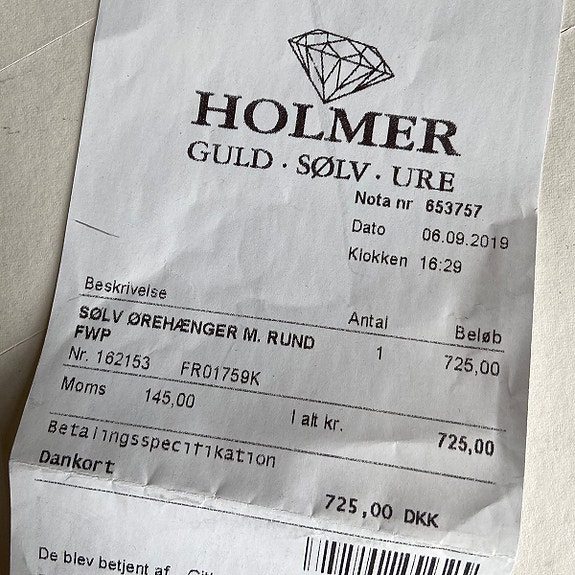 HOLMER
GULD · SØLV · URE
Nota nr 653757
Dato 06.09.2019
Klokken 16:29
Beskrivelse Antal Beløb
SØLV ØREHÆNGER M. RUND 1 725,00
FWP
Nr. 162153 FR01759K
Moms 145,00 I alt kr. 725,00
Betalingsspecifikation
Dankort 725,00 DKK
De blev betjent af